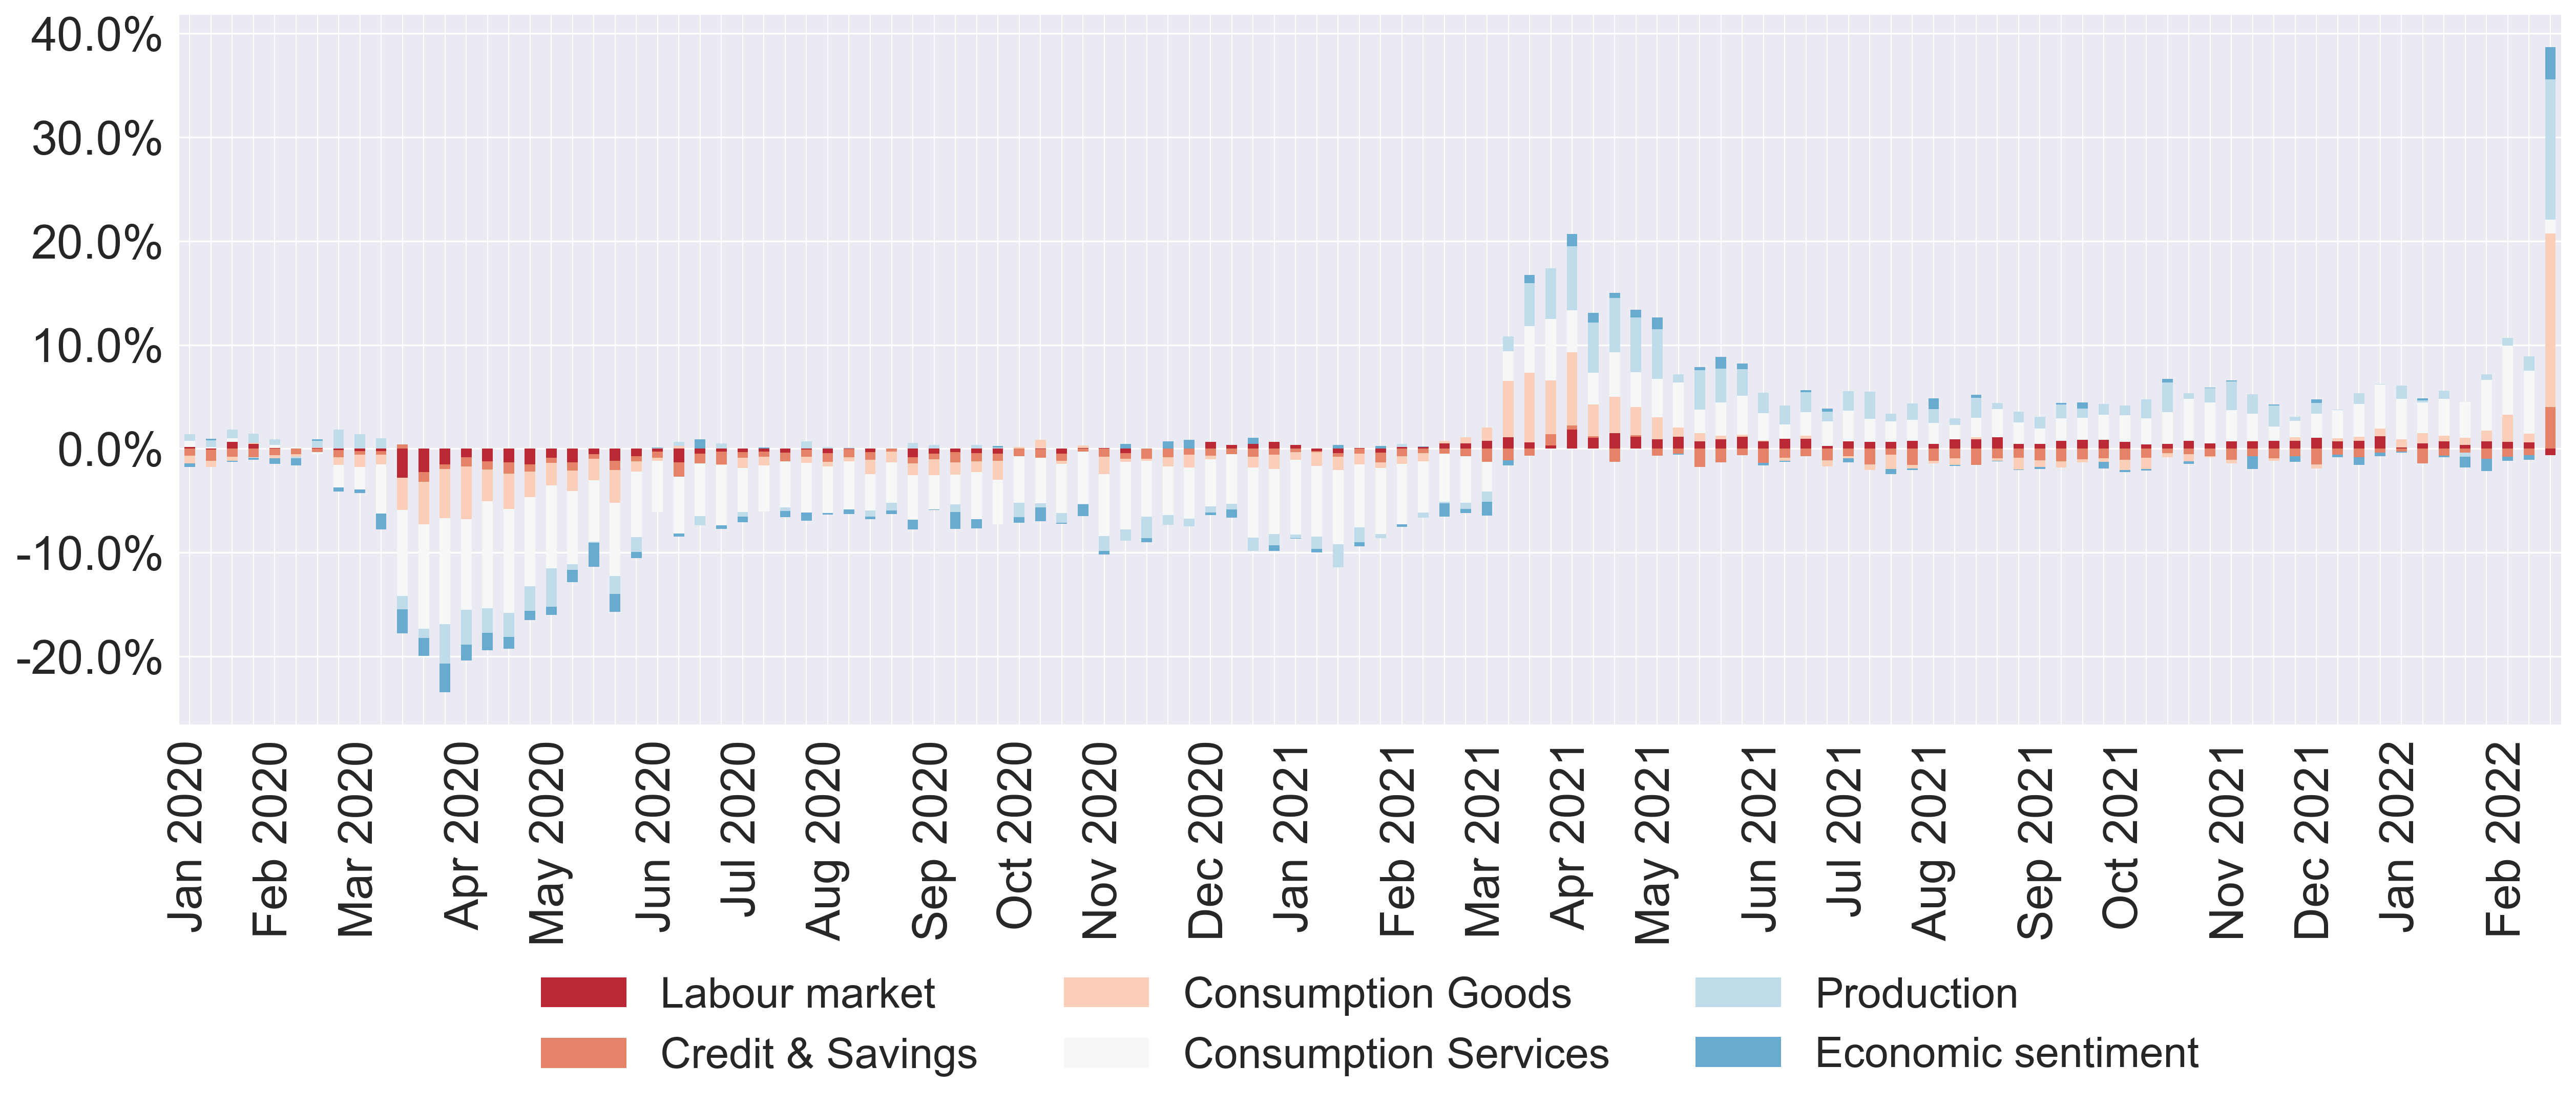 40.0%
30.0%
20.0%
10.0%
0.0%
-10.0%
-20.0%
Jan 2020
Feb 2020
Mar 2020
Apr 2020
May 2020
Jun 2020
Jul 2020
Aug 2020
Sep 2020
Oct 2020
Nov 2020
Dec 2020
Jan 2021
Feb 2021
Mar 2021
Apr 2021
May 2021
Jun 2021
Jul 2021
Aug 2021
Sep 2021
Oct 2021
Nov 2021
Dec 2021
Jan 2022
Feb 2022
Labour market
Consumption Goods
Production
Credit & Savings
Consumption Services
Economic sentiment